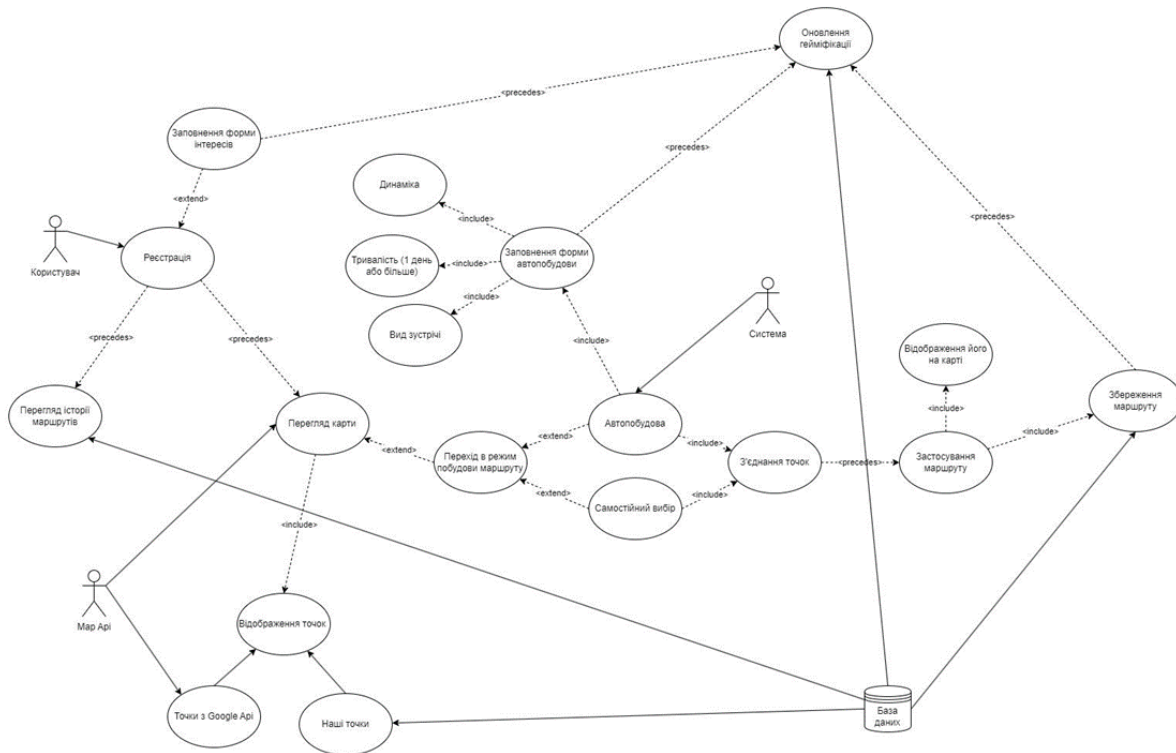 Оновлення
гейміфікації
<precedes>
Заповнення форми
інтересів
<precedes>
Динаміка
<extend>
<include>
<precedes>
Користувач
Реєстрація
Тривалість (1 день
або більше)
<include>
Заповнення форми
автопобудови
<include>
Вид зустрічі
Система
<precedes>
<precedes>
<include>
Відображення його
на карті
Перегляд історії
маршрутів
Перегляд карти
<extend>
Автопобудова
<include>
<include>
<include>
Збереження
маршруту
<extend>
Перехід в режим
побудови маршруту
З'єднання точок
<precedes>
Застосування
маршруту
<extend>
Самостійний вибір
<include>
<include>
Map Api
Відображення точок
Точки з Google Api
Наші точки
База
даних